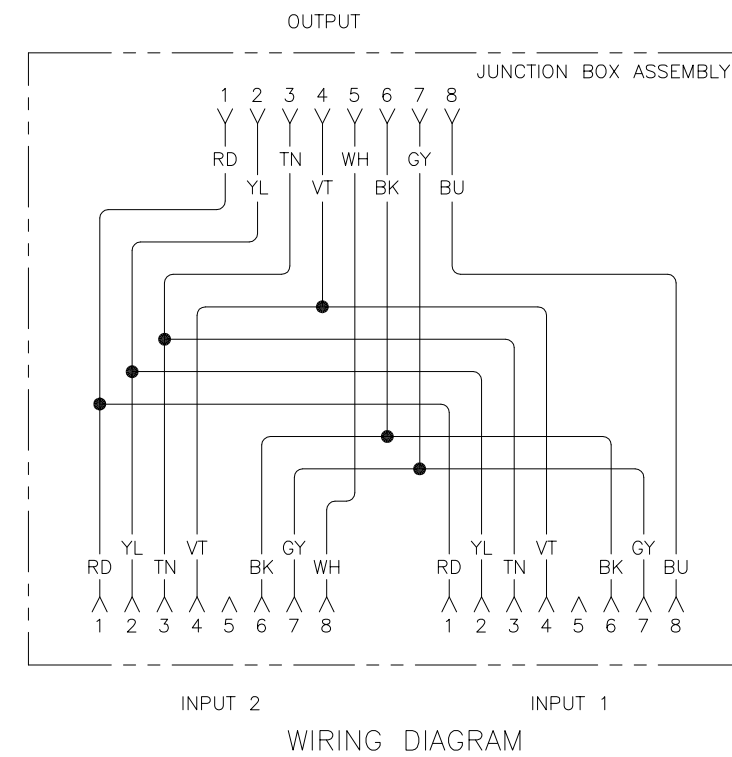 OUTPUT
JUNCTION BOX ASSEMBLY
1 2 3 4 5 6 7 8
RD TN WH GY
YL VT BK BU
YL VT GY YL VT GY
RD TN BK WH RD TN BK BU
1 2 3 4 5 6 7 8 1 2 3 4 5 6 7 8
INPUT 2 INPUT 1
WIRING DIAGRAM